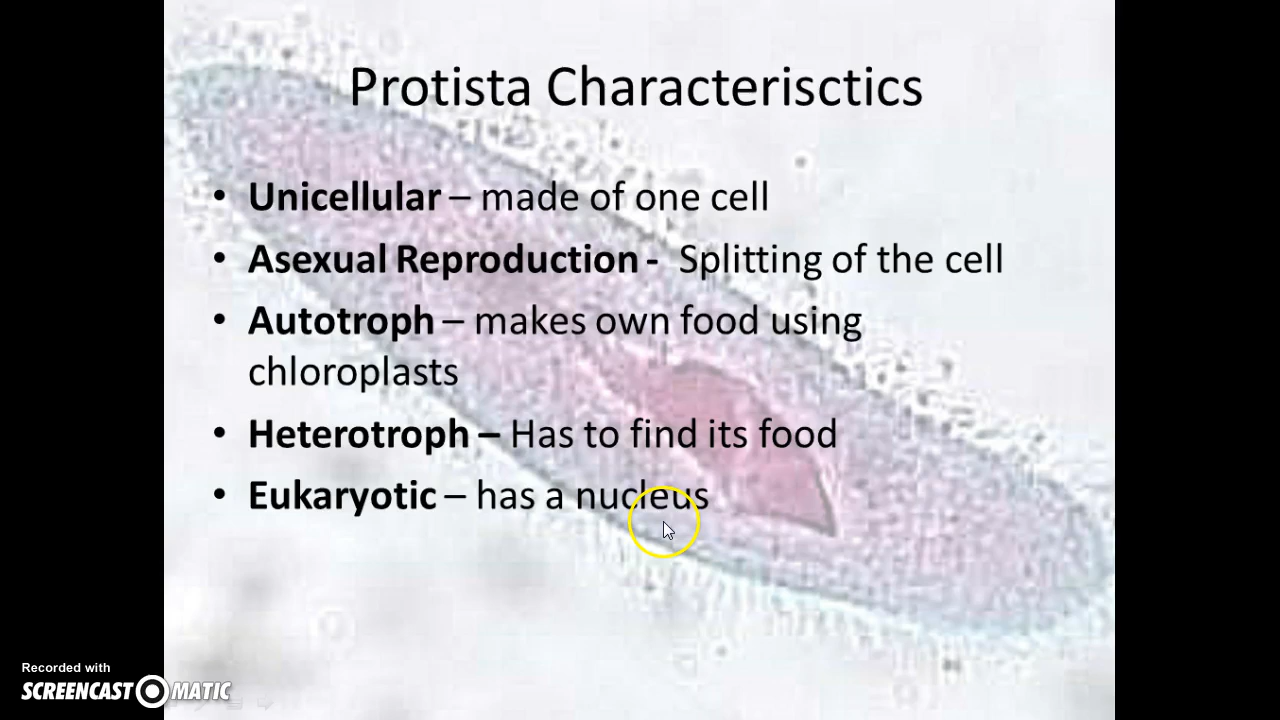 Protista Characterisctics
• Unicellular – made of one cell
• Asexual Reproduction - Splitting of the cell
• Autotroph – makes own food using
chloroplasts
• Heterotroph – Has to find its food
• Eukaryotic – has a nucleus
Recorded with
SCREENCAST MATIC